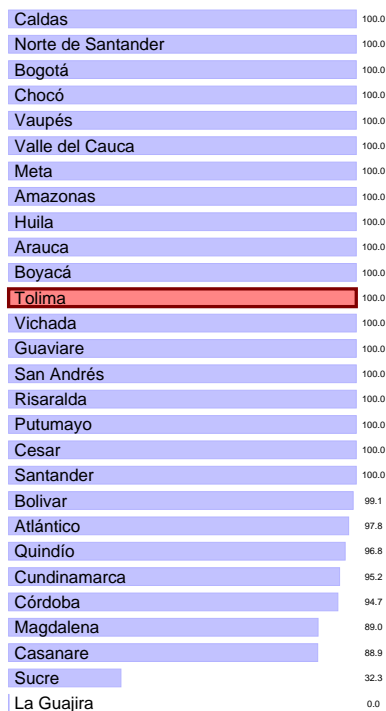 Caldas 100.0
Norte de Santander 100.0
Bogotá 100.0
Chocó 100.0
Vaupés 100.0
Valle del Cauca 100.0
Meta 100.0
Amazonas 100.0
Huila 100.0
Arauca 100.0
Boyacá 100.0
Tolima 100.0
Vichada 100.0
Guaviare 100.0
San Andrés 100.0
Risaralda 100.0
Putumayo 100.0
Cesar 100.0
Santander 100.0
Bolivar 99.1
Atlántico 97.8
Quindío 96.8
Cundinamarca 95.2
Córdoba 94.7
Magdalena 89.0
Casanare 88.9
Sucre 32.3
La Guajira 0.0